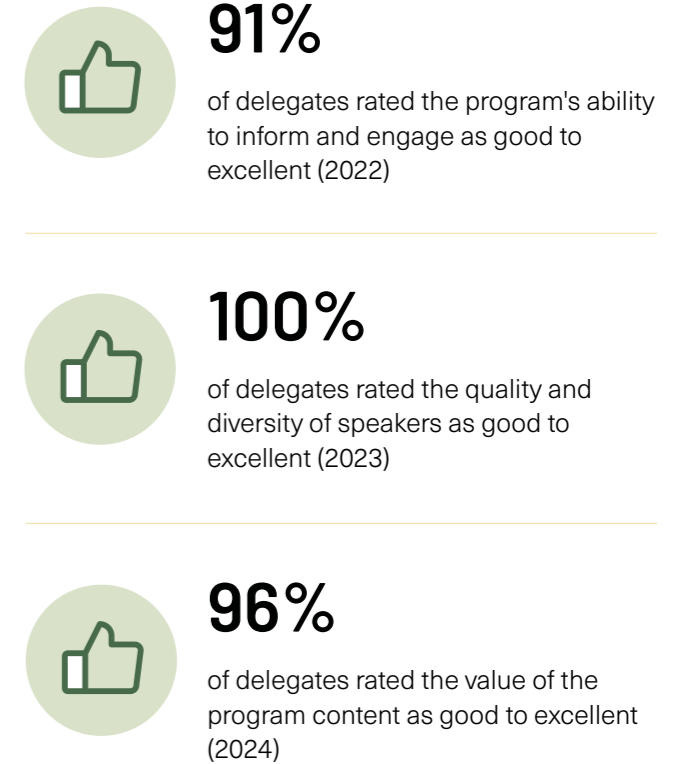 91%
of delegates rated the program's ability
to inform and engage as good to
excellent (2022)
100%
of delegates rated the quality and
diversity of speakers as good to
excellent (2023)
96%
of delegates rated the value of the
program content as good to excellent
(2024)